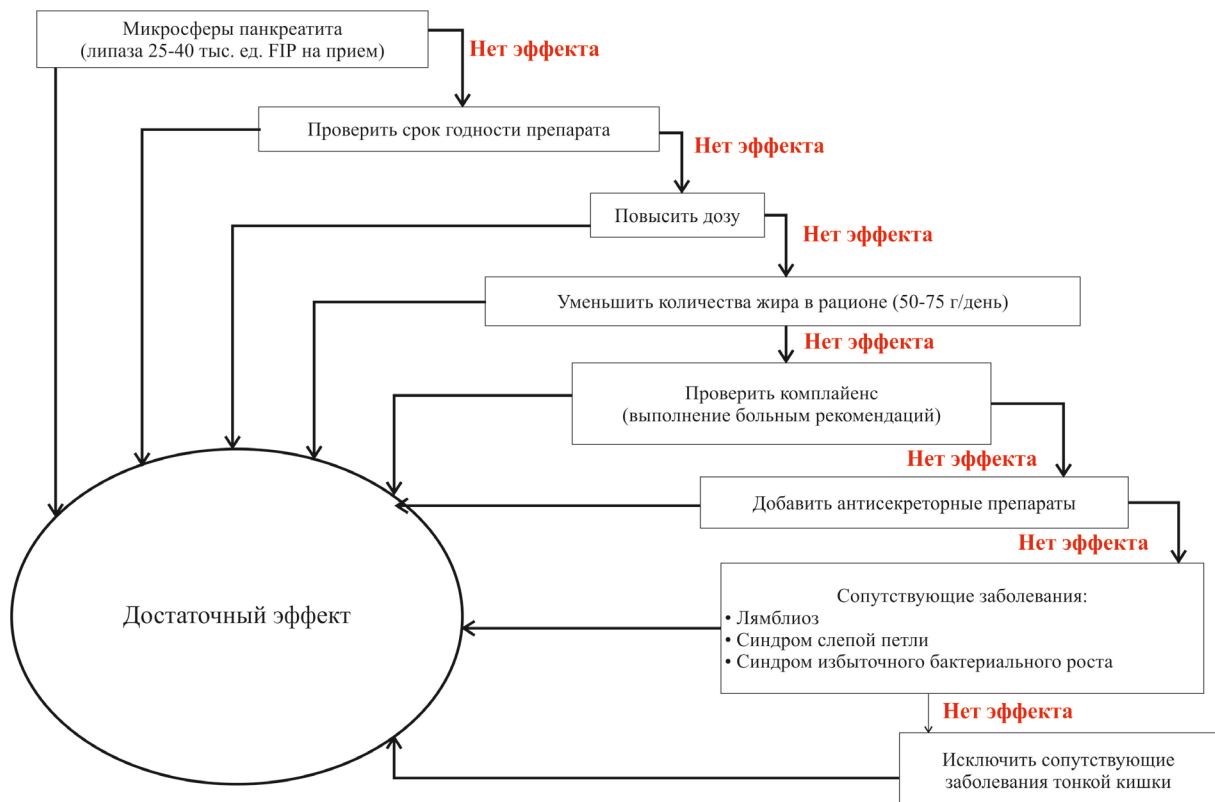 Микросферы панкреатита
(липаза 25-40 тыс. ед. FIP на прием)
Нет эффекта
Проверить срок годности препарата
Нет эффекта
Повысить дозу
Нет эффекта
Уменьшить количества жира в рационе (50-75 г/день)
Нет эффекта
Проверить комплайенс
(выполнение больным рекомендаций)
Нет эффекта
Добавить антисекреторные препараты
Нет эффекта
Сопутствующие заболевания:
• Лямблиоз
• Синдром слепой петли
• Синдром избыточного бактериального роста
Достаточный эффект
Нет эффекта
Исключить сопутствующие
заболевания тонкой кишки